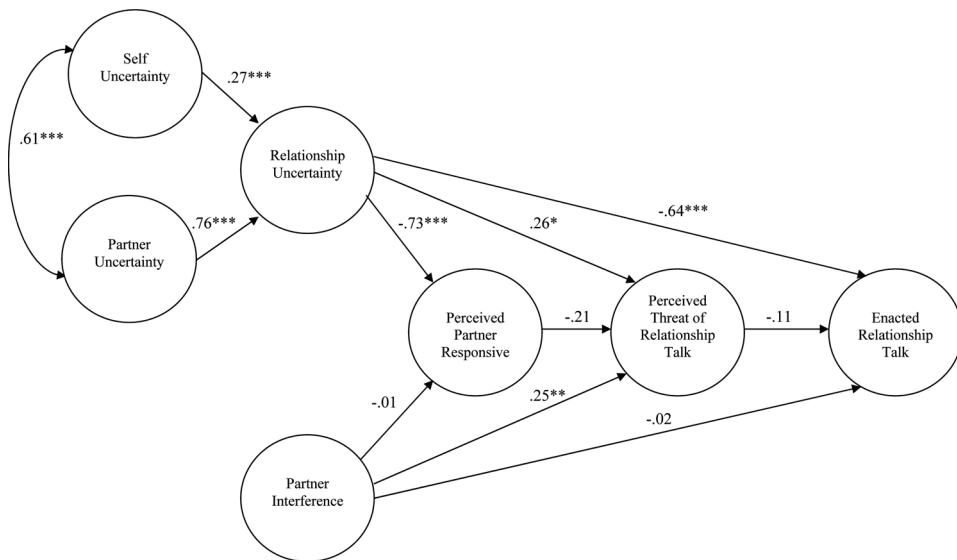 Self
Uncertainty
.27***
.61***
Relationship
Uncertainty
Partner
Uncertainty
.76***
-.73***
.26*
-.64***
Perceived
Partner
Responsive
-.21
Perceived
Threat of
Relationship
Talk
-.11
Enacted
Relationship
Talk
-.01
.25**
-.02
Partner
Interference